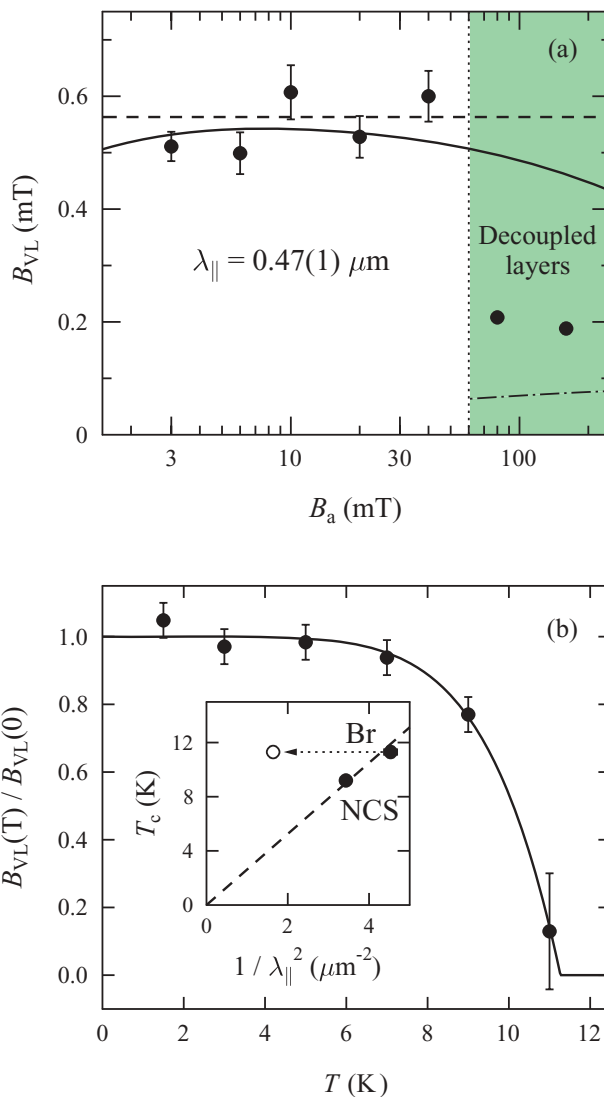 (a)
0.6
0.4
0.2
0
B_VL (mT)
λ_∥ = 0.47(1) μm
Decoupled
layers
3 10 30 100
B_a (mT)
(b)
1.0
0.8
0.6
0.4
0.2
0.0
B_VL(T) / B_VL(0)
12
8
4
0
T_c (K)
Br
NCS
0 2 4
1 / λ_∥^2 (μm^-2)
0 2 4 6 8 10 12
T (K)